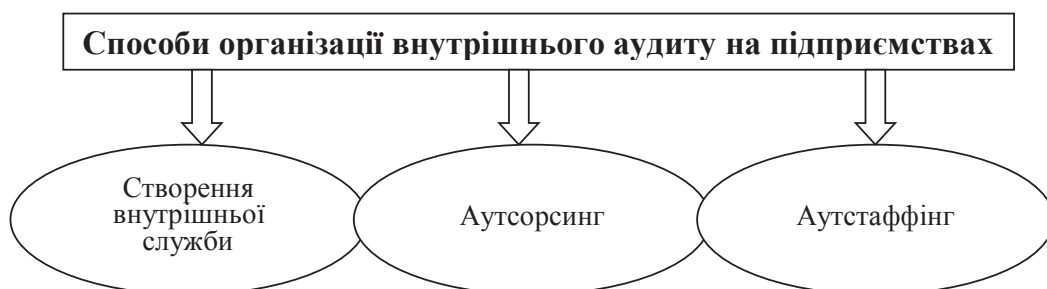 Способи організації внутрішнього аудиту на підприємствах
Створення
внутрішньої
служби
Аутсорсинг
Аутстаффінг